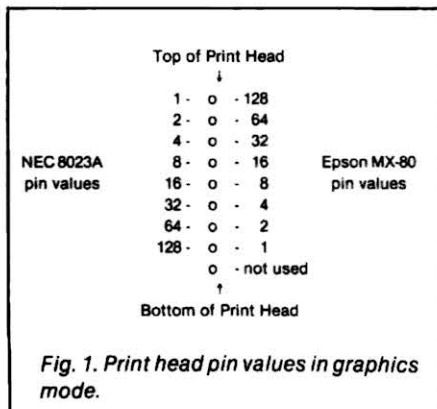 Top of Print Head
↓
1 - o - 128
2 - o - 64
4 - o - 32
NEC 8023A 8 - o - 16 Epson MX-80
pin values 16 - o - 8 pin values
32 - o - 4
64 - o - 2
128 - o - 1
o - not used
↑
Bottom of Print Head
Fig. 1. Print head pin values in graphics
mode.